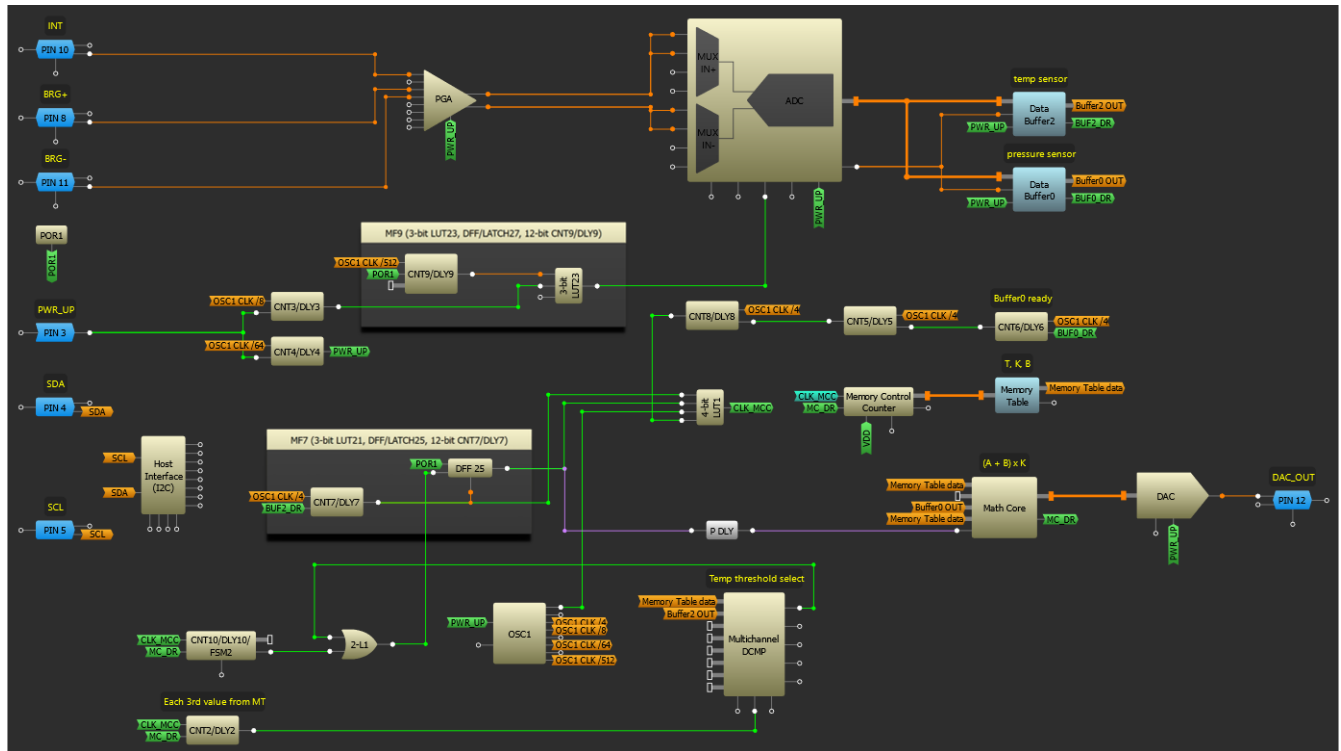 INT
PIN 10
BRG+
PIN 8
BRG-
PIN 11
PGA
PWR_UP
MUX
IN+
MUX
IN-
ADC
PWR_UP
temp sensor
Data
Buffer2
PWR_UP
Buffer2 OUT
BUF2_DR
pressure sensor
Data
Buffer0
PWR_UP
Buffer0 OUT
BUF0_DR
POR1
POR1
MF9 (3-bit LUT23, DFF/LATCH27, 12-bit CNT9/DLY9)
OSC1 CLK /512
POR1
CNT9/DLY9
3-bit
LUT23
PWR_UP
PIN 3
OSC1 CLK /8
CNT3/DLY3
OSC1 CLK /64
CNT4/DLY4
PWR_UP
CNT8/DLY8
OSC1 CLK /4
CNT5/DLY5
OSC1 CLK /4
Buffer0 ready
CNT6/DLY6
OSC1 CLK /4
BUF0_DR
SDA
PIN 4
SDA
4-bit
LUT1
CLK_MCC
CLK_MCC
MC_DR
Memory Control
Counter
VDD
T, K, B
Memory
Table
Memory Table data
SCL
SDA
Host
Interface
(I2C)
MF7 (3-bit LUT21, DFF/LATCH25, 12-bit CNT7/DLY7)
POR1
DFF 25
OSC1 CLK /4
BUF2_DR
CNT7/DLY7
SCL
PIN 5
SCL
P DLY
(A + B) x K
Memory Table data
Buffer0 OUT
Memory Table data
Math Core
MC_DR
DAC
PWR_UP
DAC_OUT
PIN 12
Temp threshold select
Memory Table data
Buffer2 OUT
Multichannel
DCMP
PWR_UP
OSC1
OSC1 CLK /4
OSC1 CLK /8
OSC1 CLK /64
OSC1 CLK /512
CLK_MCC
MC_DR
CNT10/DLY10/
FSM2
2-L1
Each 3rd value from MT
CLK_MCC
MC_DR
CNT2/DLY2